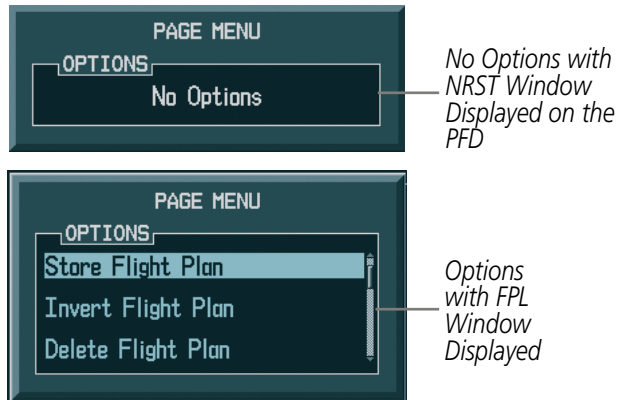 PAGE MENU
OPTIONS
No Options
No Options with
NRST Window
Displayed on the
PFD
PAGE MENU
OPTIONS
Store Flight Plan
Invert Flight Plan
Delete Flight Plan
Options
with FPL
Window
Displayed